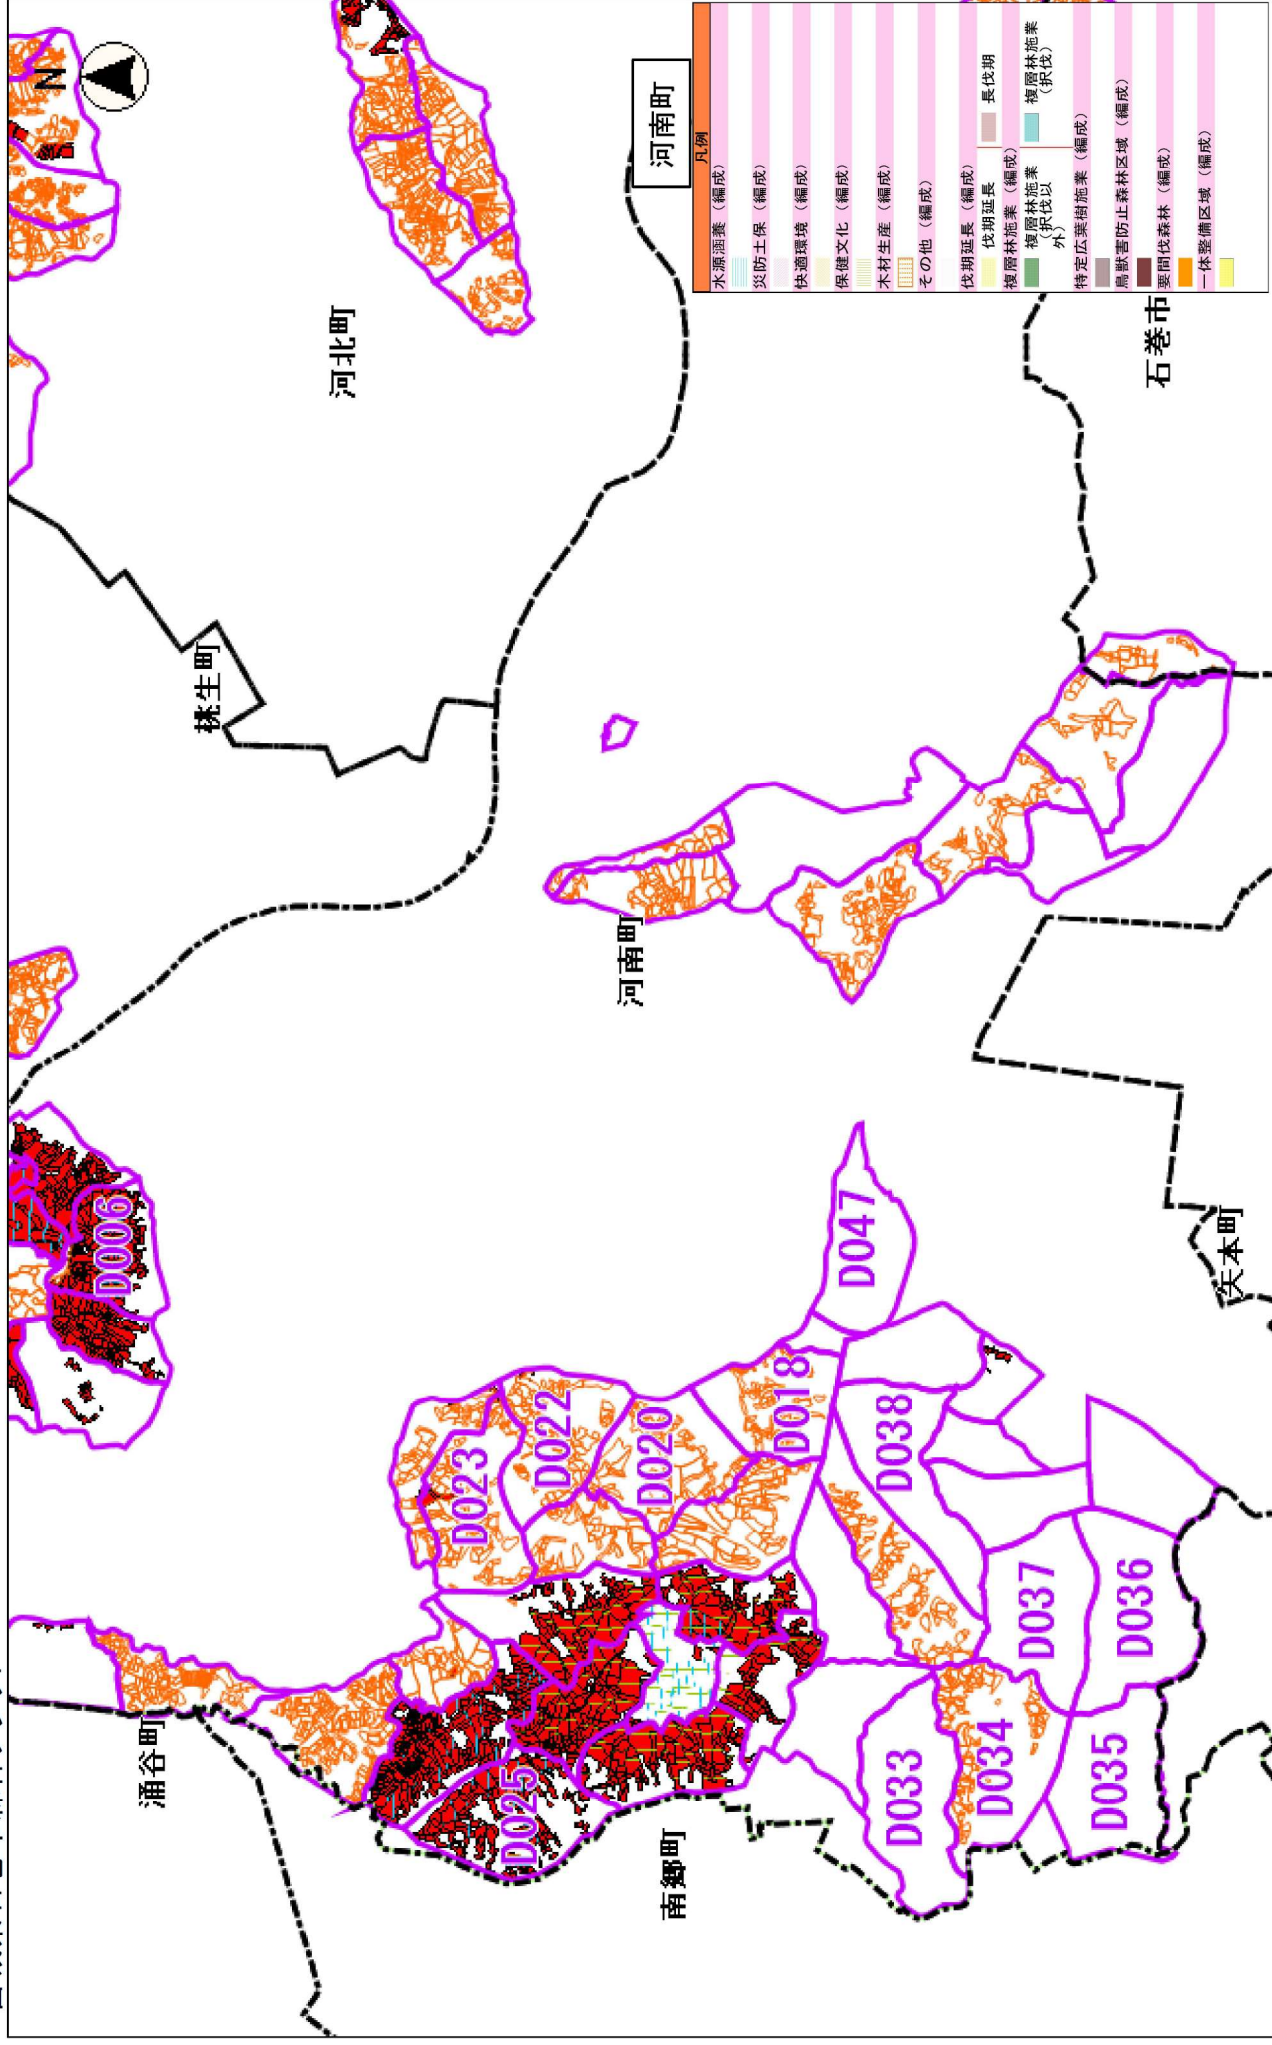 N
河南町
河北町
桃生町
石巻市
河南町
矢本町
涌谷町
南郷町
D006
D047
D018
D038
D022
D020
D023
D037
D036
D025
D033
D034
D035
凡例
水源涵養（編成）
災防土保（編成）
快適環境（編成）
保健文化（編成）
木材生産（編成）
その他（編成）
伐期延長（編成）
伐期延長
長伐期
複層林施業（編成）
複層林施業
（択伐以
外）
複層林施業
（択伐）
特定広葉樹施業（編成）
鳥獣害防止森林区域（編成）
要間伐森林（編成）
一体整備区域（編成）